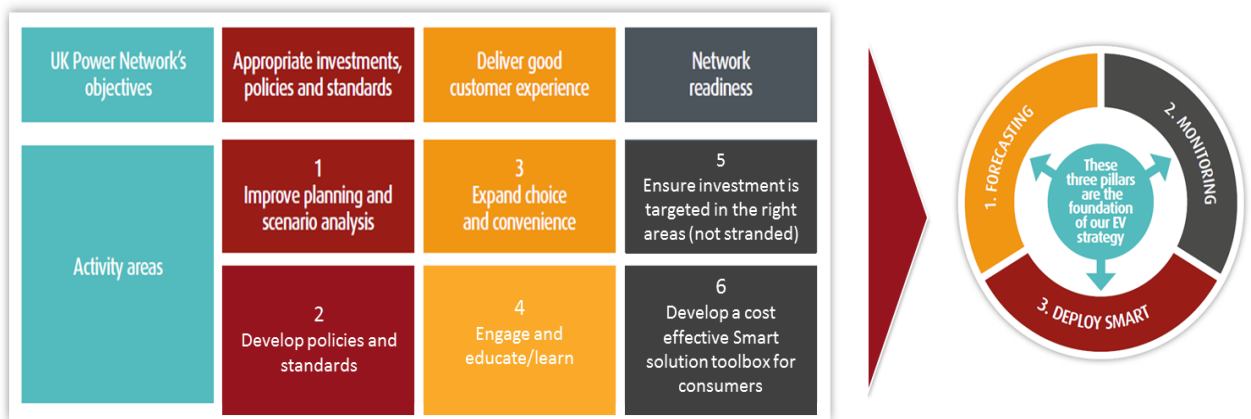 UK Power Network's
objectives
Appropriate investments,
policies and standards
Deliver good
customer experience
Network
readiness
Activity areas
1
Improve planning and
scenario analysis
3
Expand choice
and convenience
5
Ensure investment is
targeted in the right
areas (not stranded)
2
Develop policies and
standards
4
Engage and
educate/learn
6
Develop a cost
effective Smart
solution toolbox for
consumers
1. FORECASTING
2. MONITORING
3. DEPLOY SMART
These
three pillars
are the
foundation
of our EV
strategy